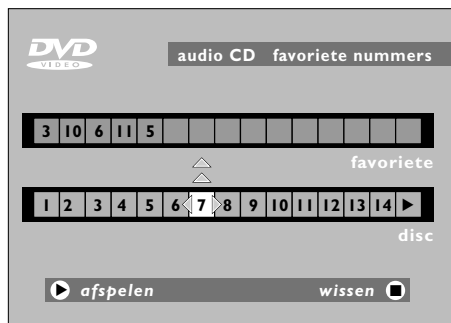 DVD
VIDEO
audio CD favoriete nummers
3 10 6 11 5
favoriete
1 2 3 4 5 6 7 8 9 10 11 12 13 14
disc
afspelen wissen